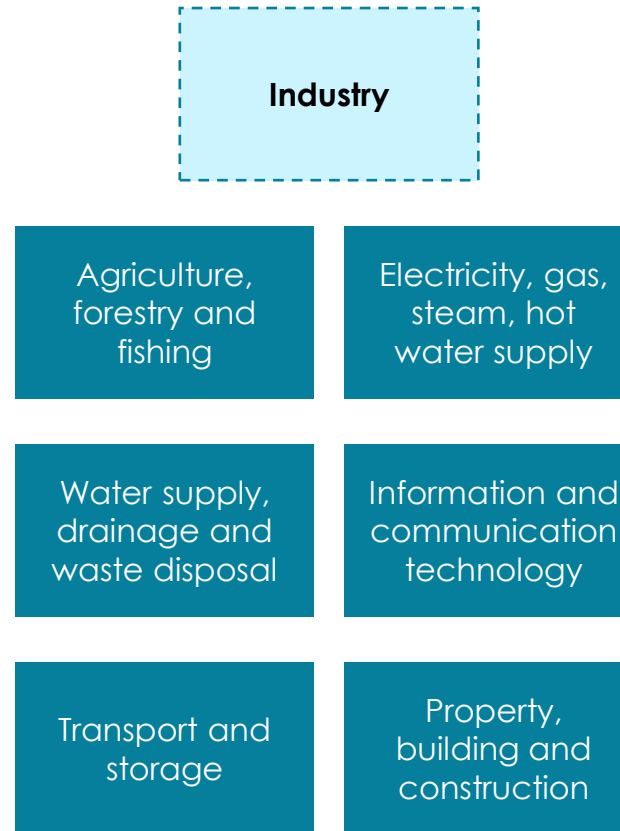 Industry
Agriculture,
forestry and
fishing
Electricity, gas,
steam, hot
water supply
Water supply,
drainage and
waste disposal
Information and
communication
technology
Transport and
storage
Property,
building and
construction